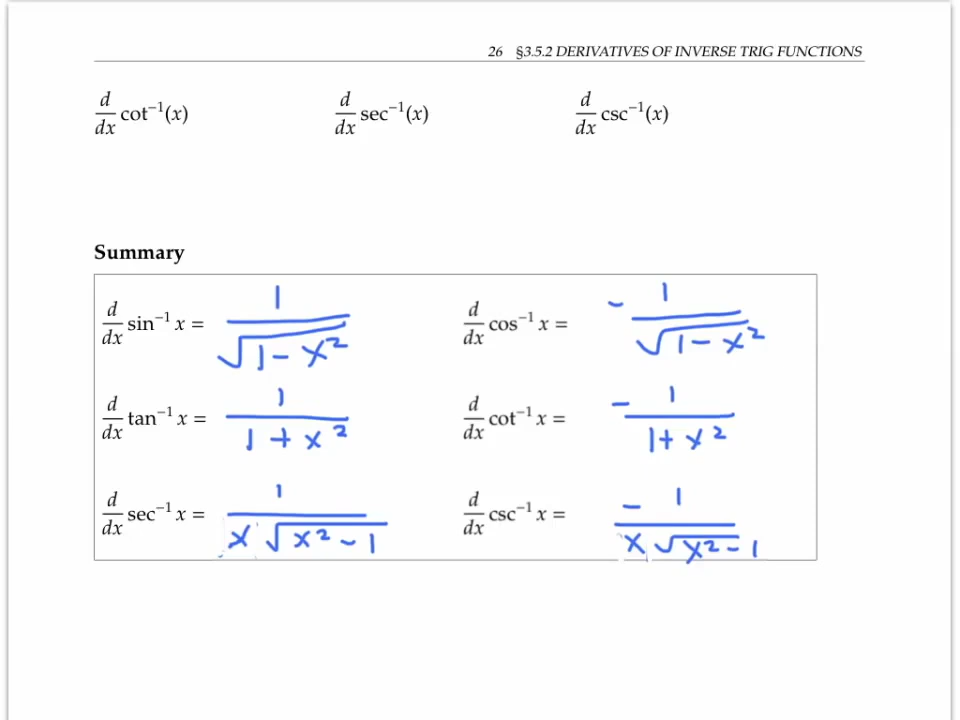 26 §3.5.2 DERIVATIVES OF INVERSE TRIG FUNCTIONS
d/dx cot⁻¹(x) d/dx sec⁻¹(x) d/dx csc⁻¹(x)
Summary
d/dx sin⁻¹ x = 1/√(1 − x²) d/dx cos⁻¹ x = − 1/√(1 − x²)
d/dx tan⁻¹ x = 1/(1 + x²) d/dx cot⁻¹ x = − 1/(1 + x²)
d/dx sec⁻¹ x = 1/(x √(x² − 1)) d/dx csc⁻¹ x = − 1/(x √(x² − 1))